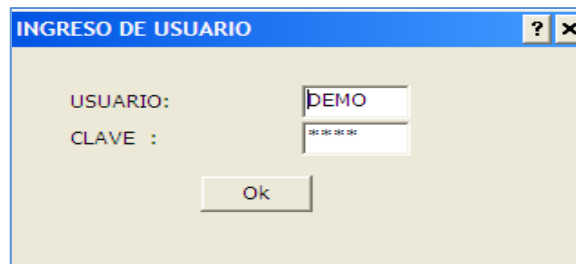 INGRESO DE USUARIO ? X
USUARIO: DEMO
CLAVE : ****
Ok